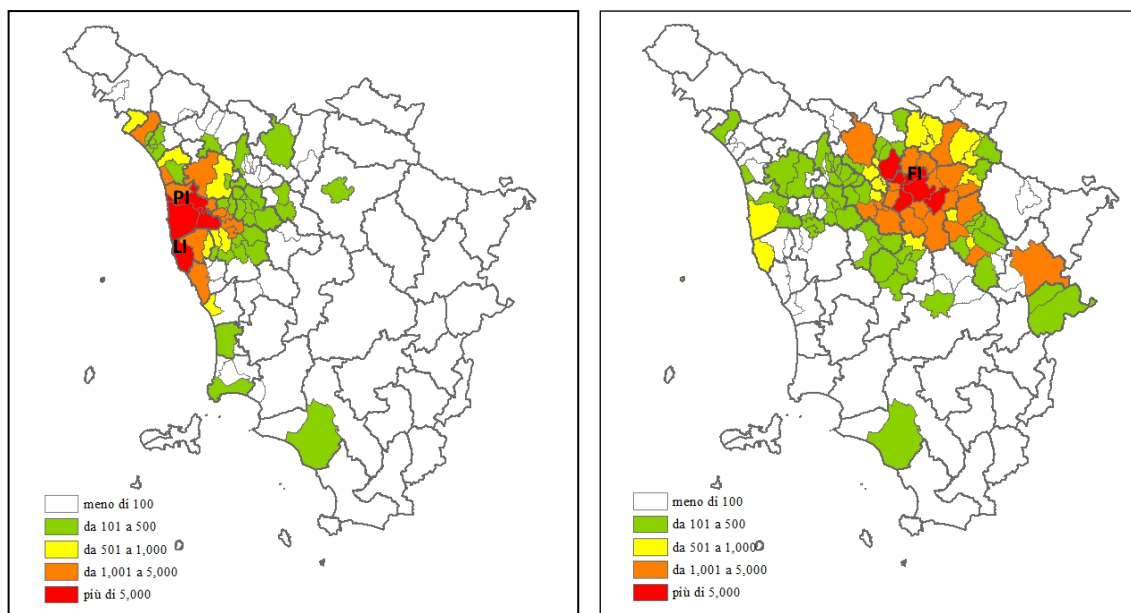 PI
LI
meno di 100
da 101 a 500
da 501 a 1,000
da 1,001 a 5,000
più di 5,000
FI
meno di 100
da 101 a 500
da 501 a 1,000
da 1,001 a 5,000
più di 5,000